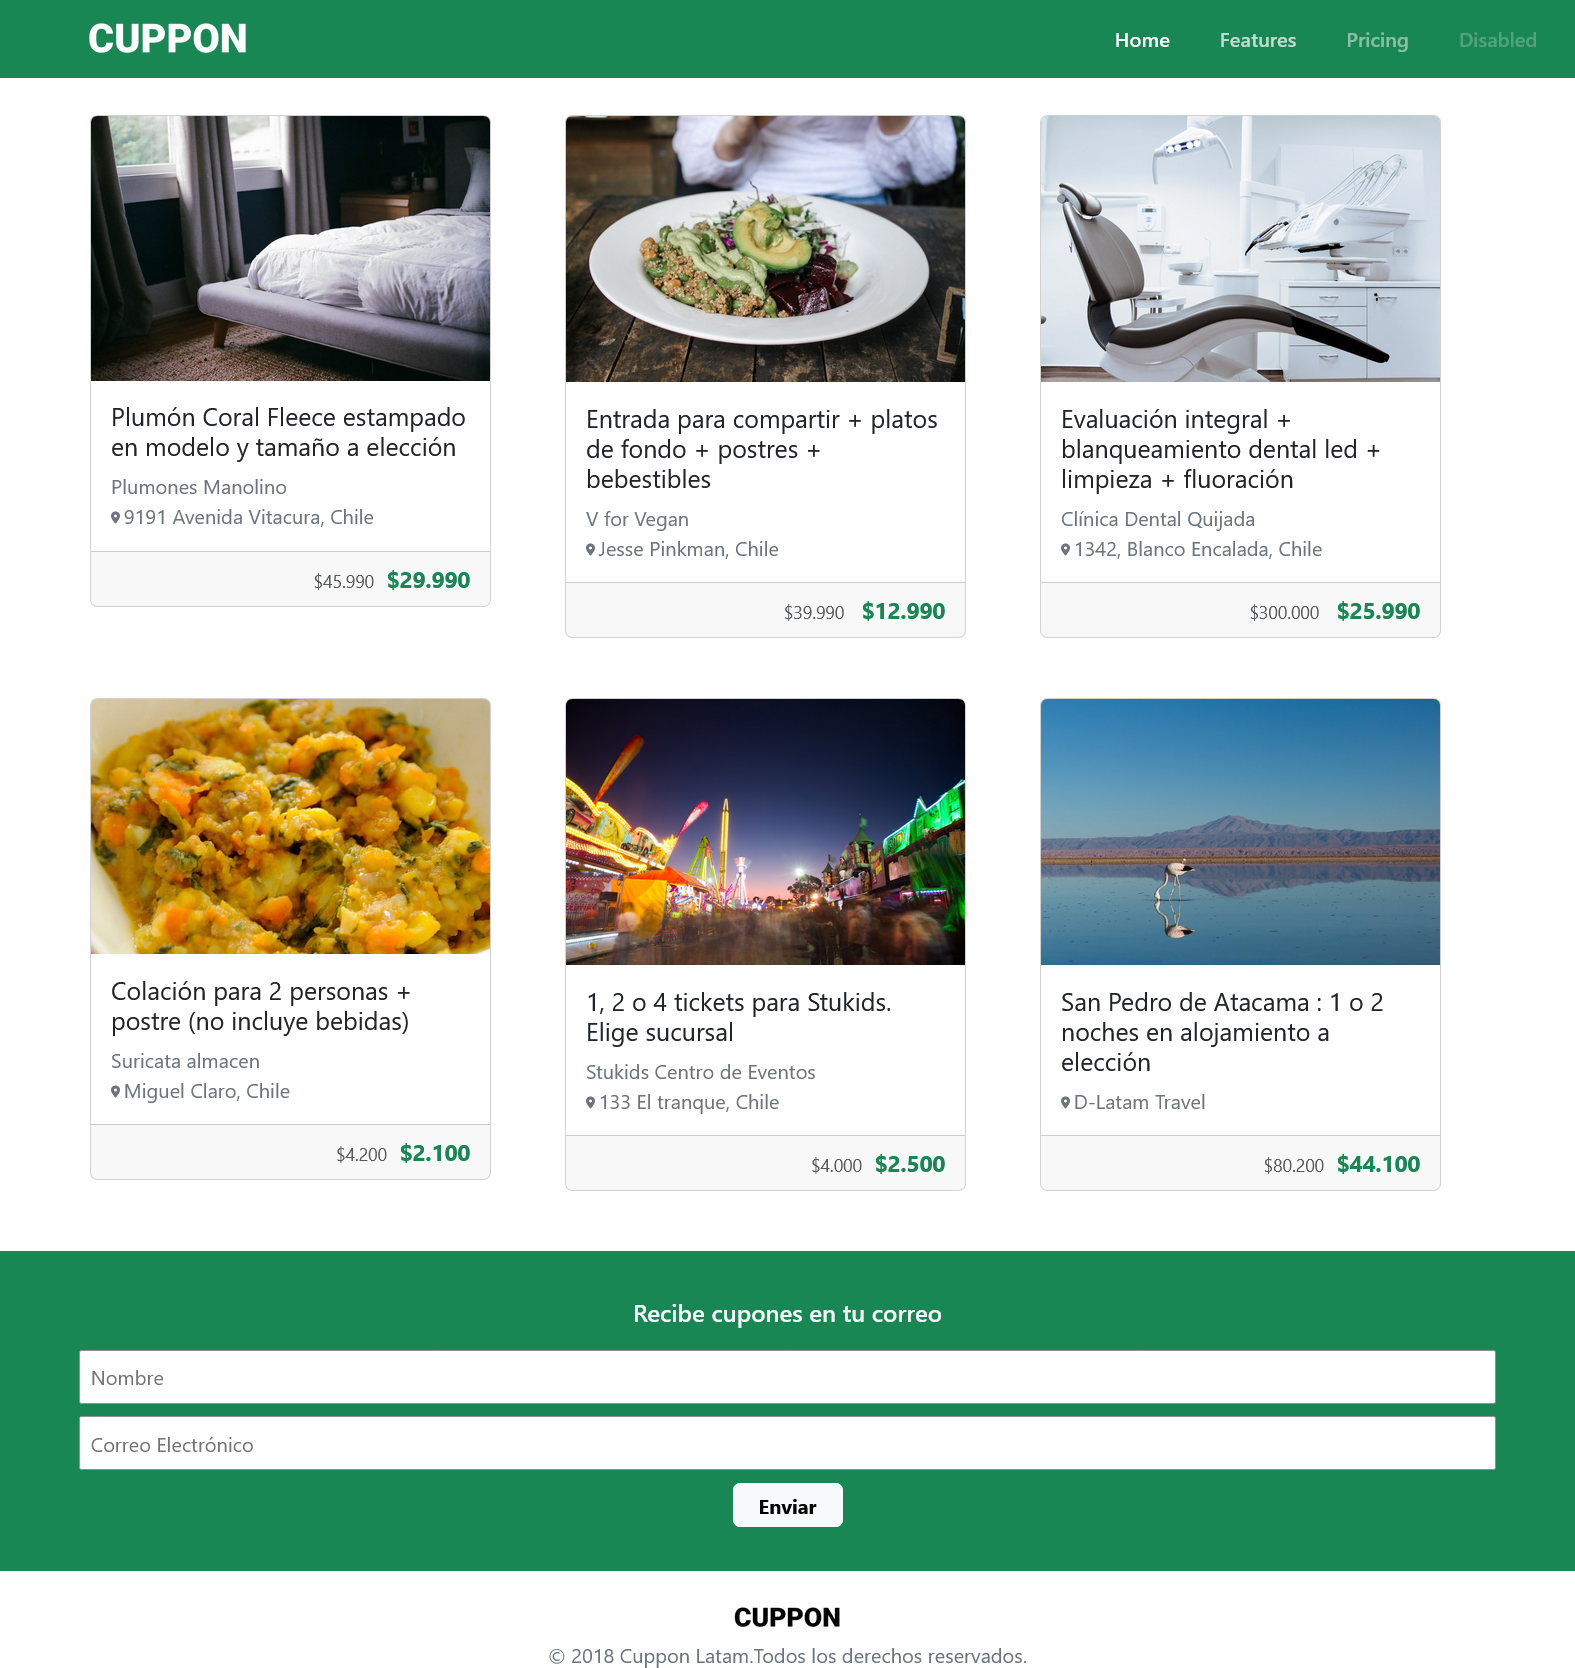 CUPPON
Home Features Pricing Disabled
Plumón Coral Fleece estampado
en modelo y tamaño a elección
Plumones Manolino
9191 Avenida Vitacura, Chile
$45.990 $29.990
Entrada para compartir + platos
de fondo + postres +
bebestibles
V for Vegan
Jesse Pinkman, Chile
$39.990 $12.990
Evaluación integral +
blanqueamiento dental led +
limpieza + fluoración
Clínica Dental Quijada
1342, Blanco Encalada, Chile
$300.000 $25.990
Colación para 2 personas +
postre (no incluye bebidas)
Suricata almacen
Miguel Claro, Chile
$4.200 $2.100
1, 2 o 4 tickets para Stukids.
Elige sucursal
Stukids Centro de Eventos
133 El tranque, Chile
$4.000 $2.500
San Pedro de Atacama : 1 o 2
noches en alojamiento a
elección
D-Latam Travel
$80.200 $44.100
Recibe cupones en tu correo
Nombre
Correo Electrónico
Enviar
CUPPON
© 2018 Cuppon Latam.Todos los derechos reservados.